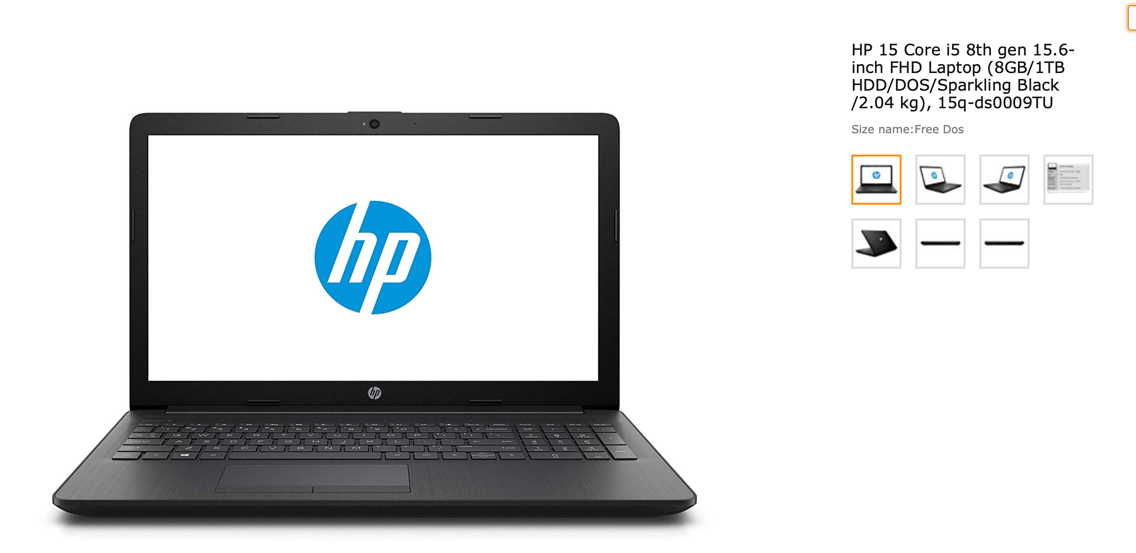 hp
hp
HP 15 Core i5 8th gen 15.6-
inch FHD Laptop (8GB/1TB
HDD/DOS/Sparkling Black
/2.04 kg), 15q-ds0009TU
Size name:Free Dos